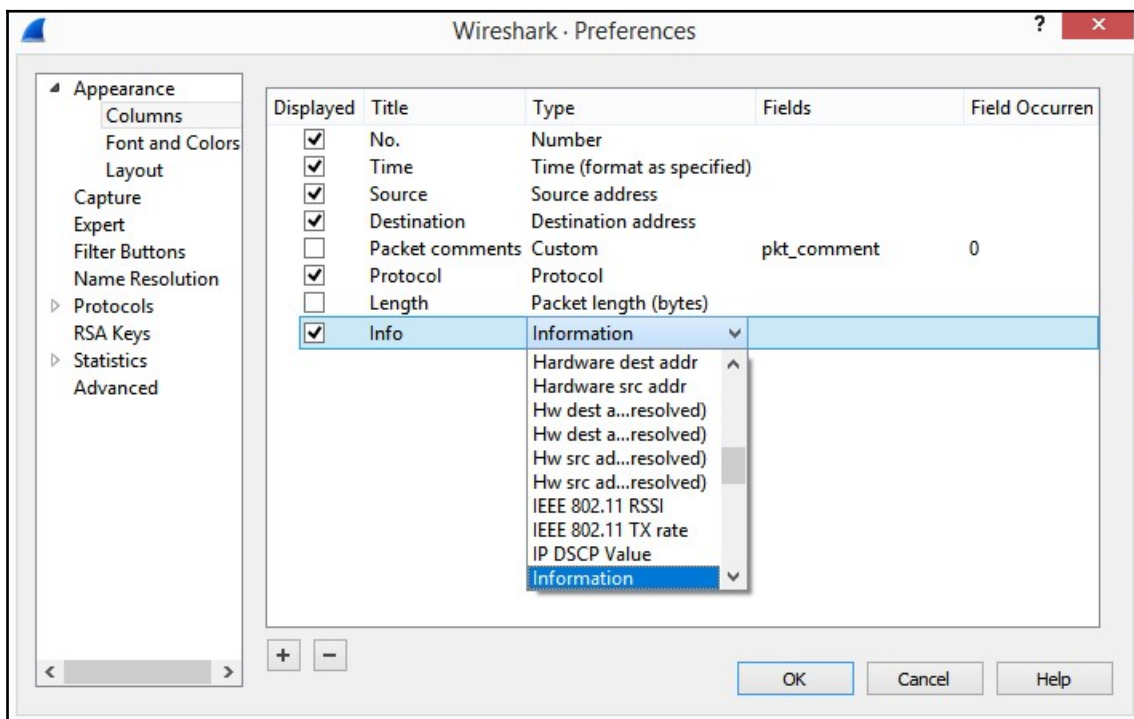 Wireshark · Preferences ? ×
Appearance
Columns
Font and Colors
Layout
Capture
Expert
Filter Buttons
Name Resolution
Protocols
RSA Keys
Statistics
Advanced
Displayed Title Type Fields Field Occurren
No. Number
Time Time (format as specified)
Source Source address
Destination Destination address
Packet comments Custom pkt_comment 0
Protocol Protocol
Length Packet length (bytes)
Info Information
Hardware dest addr
Hardware src addr
Hw dest a...resolved)
Hw dest a...resolved)
Hw src ad...resolved)
Hw src ad...resolved)
IEEE 802.11 RSSI
IEEE 802.11 TX rate
IP DSCP Value
Information
+ −
OK Cancel Help